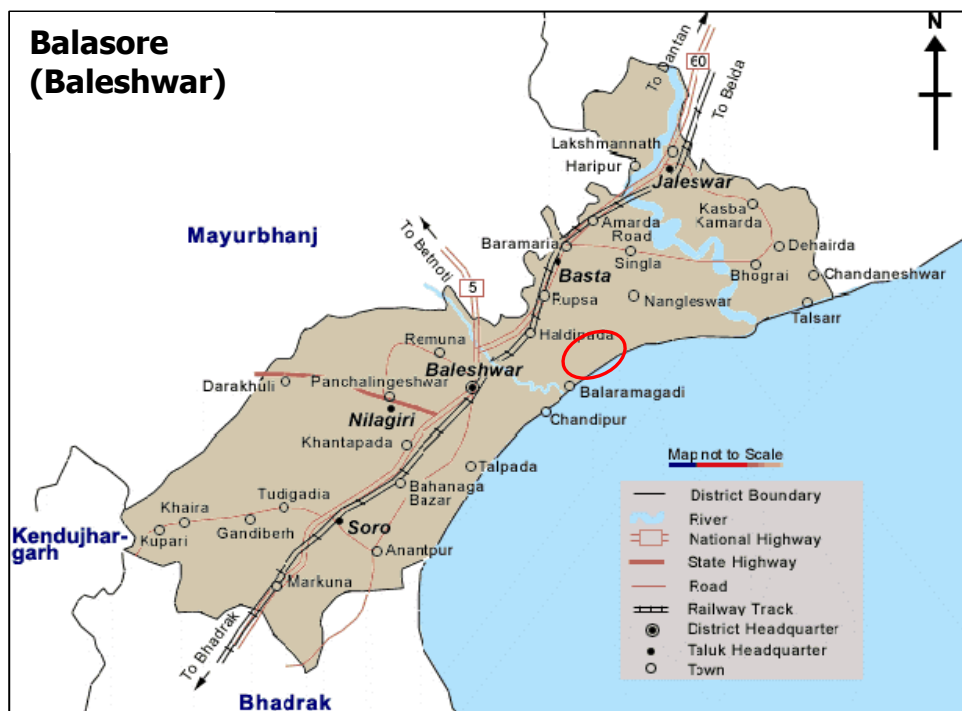 Balasore
(Baleshwar)
N
To Dantan
60
To Belda
Lakshmannath
Haripur
Jaleswar
Kasba
Kamarda
Mayurbhanj
To Betnoti
Amarda
Road
Baramaria
Dehairda
Singla
Basta
Bhograi
Chandaneshwar
5
Rupsa
Nangleswar
Talsarr
Remuna
Haldipada
Baleshwar
Darakhuli
Panchalingeshwar
Balaramagadi
Nilagiri
Chandipur
Khantapada
Map not to Scale
Talpada
Bahanaga
Bazar
Tudigadia
Khaira
Gandiberh
Kupari
Soro
Kendujhar-
garh
Anantpur
Markuna
To Bhadrak
Bhadrak
District Boundary
River
National Highway
State Highway
Road
Railway Track
District Headquarter
Taluk Headquarter
Town